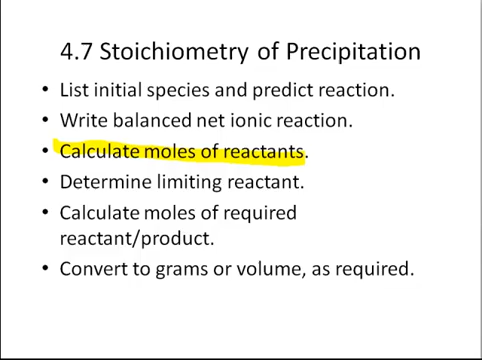 4.7 Stoichiometry of Precipitation
• List initial species and predict reaction.
• Write balanced net ionic reaction.
• Calculate moles of reactants.
• Determine limiting reactant.
• Calculate moles of required
reactant/product.
• Convert to grams or volume, as required.